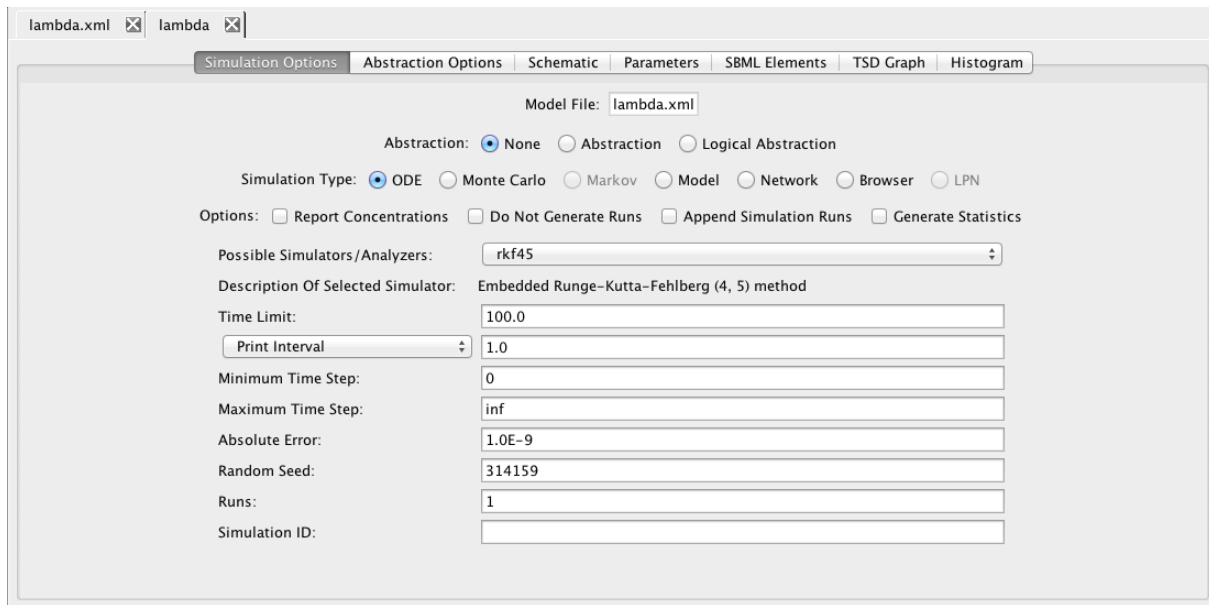 lambda.xml lambda
Simulation Options Abstraction Options Schematic Parameters SBML Elements TSD Graph Histogram
Model File: lambda.xml
Abstraction: None Abstraction Logical Abstraction
Simulation Type: ODE Monte Carlo Markov Model Network Browser LPN
Options: Report Concentrations Do Not Generate Runs Append Simulation Runs Generate Statistics
Possible Simulators/Analyzers: rkf45
Description Of Selected Simulator: Embedded Runge-Kutta-Fehlberg (4, 5) method
Time Limit: 100.0
Print Interval 1.0
Minimum Time Step: 0
Maximum Time Step: inf
Absolute Error: 1.0E-9
Random Seed: 314159
Runs: 1
Simulation ID: